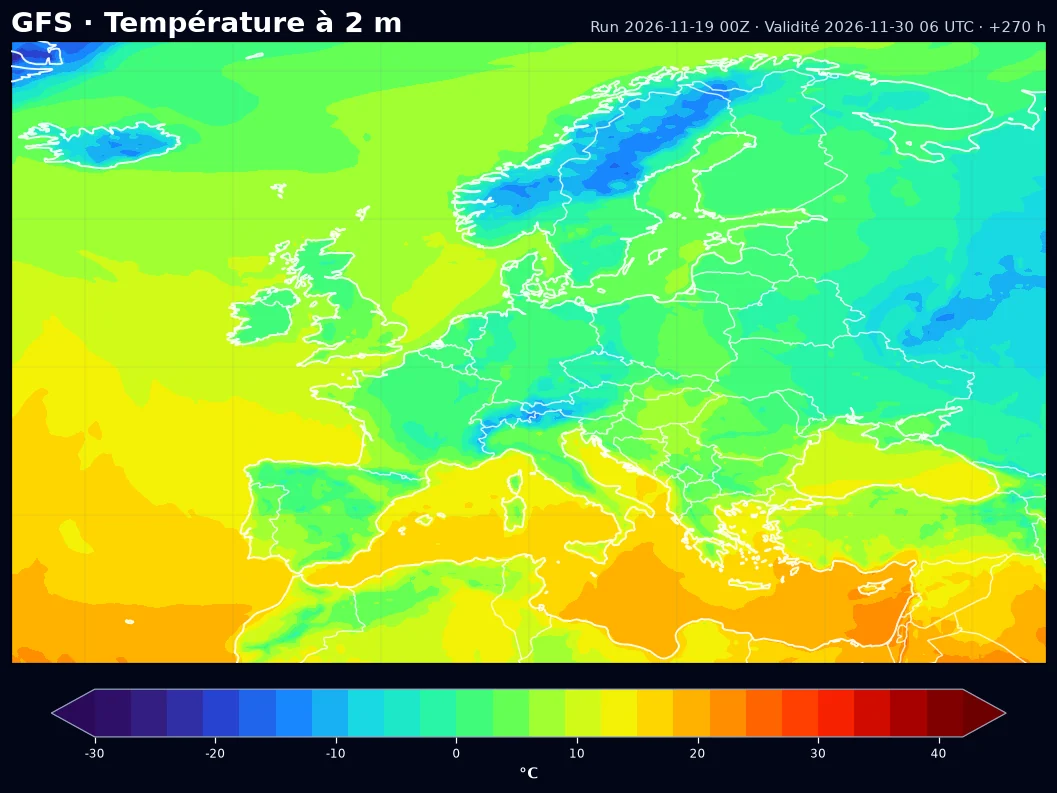 GFS · Température à 2 m
Run 2026-11-19 00Z · Validité 2026-11-30 06 UTC · +270 h
-30 -20 -10 0 10 20 30 40
°C